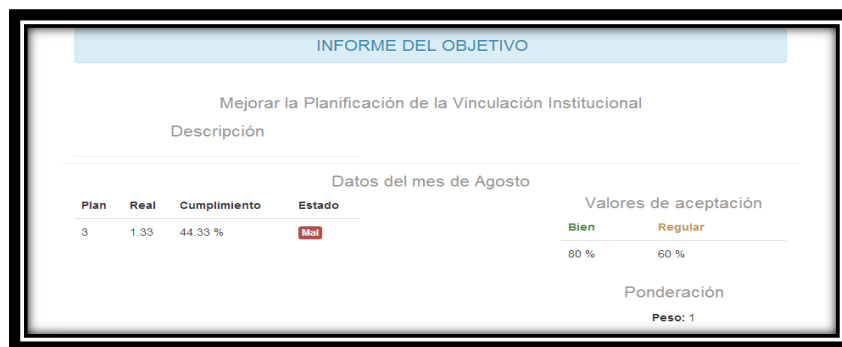 INFORME DEL OBJETIVO
Mejorar la Planificación de la Vinculación Institucional
Descripción
Datos del mes de Agosto
Plan Real Cumplimiento Estado
3 1.33 44.33 % Mal
Valores de aceptación
Bien Regular
80 % 60 %
Ponderación
Peso: 1